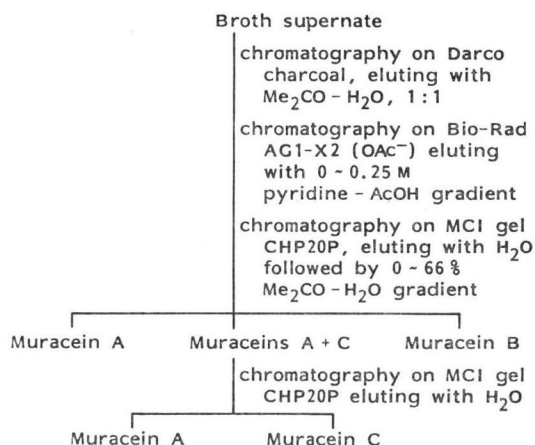 Broth supernate
chromatography on Darco
charcoal, eluting with
Me₂CO - H₂O, 1 : 1
chromatography on Bio-Rad
AG1-X2 (OAc⁻) eluting
with 0 ~ 0.25 M
pyridine - AcOH gradient
chromatography on MCI gel
CHP20P, eluting with H₂O
followed by 0 ~ 66 %
Me₂CO - H₂O gradient
Muracein A Muraceins A + C Muracein B
chromatography on MCI gel
CHP20P eluting with H₂O
Muracein A Muracein C